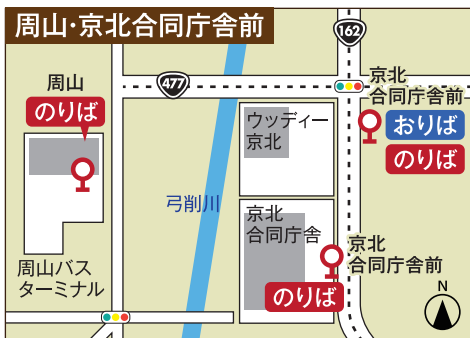 周山・京北合同庁舎前
162
477
周山
のりば
京北
合同庁舎前
おりば
のりば
ウッディー
京北
弓削川
京北
合同庁舎
京北
合同庁舎前
のりば
周山バス
ターミナル
N